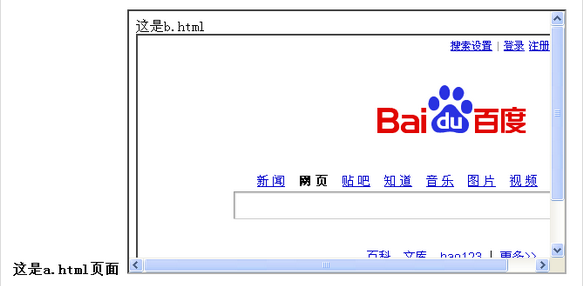 这是b.html
搜索设置 | 登录 注册
Bai du 百度
新闻 网页 贴吧 知道 音乐 图片 视频
百科 文库 hao123 | 更多>>
这是a.html页面